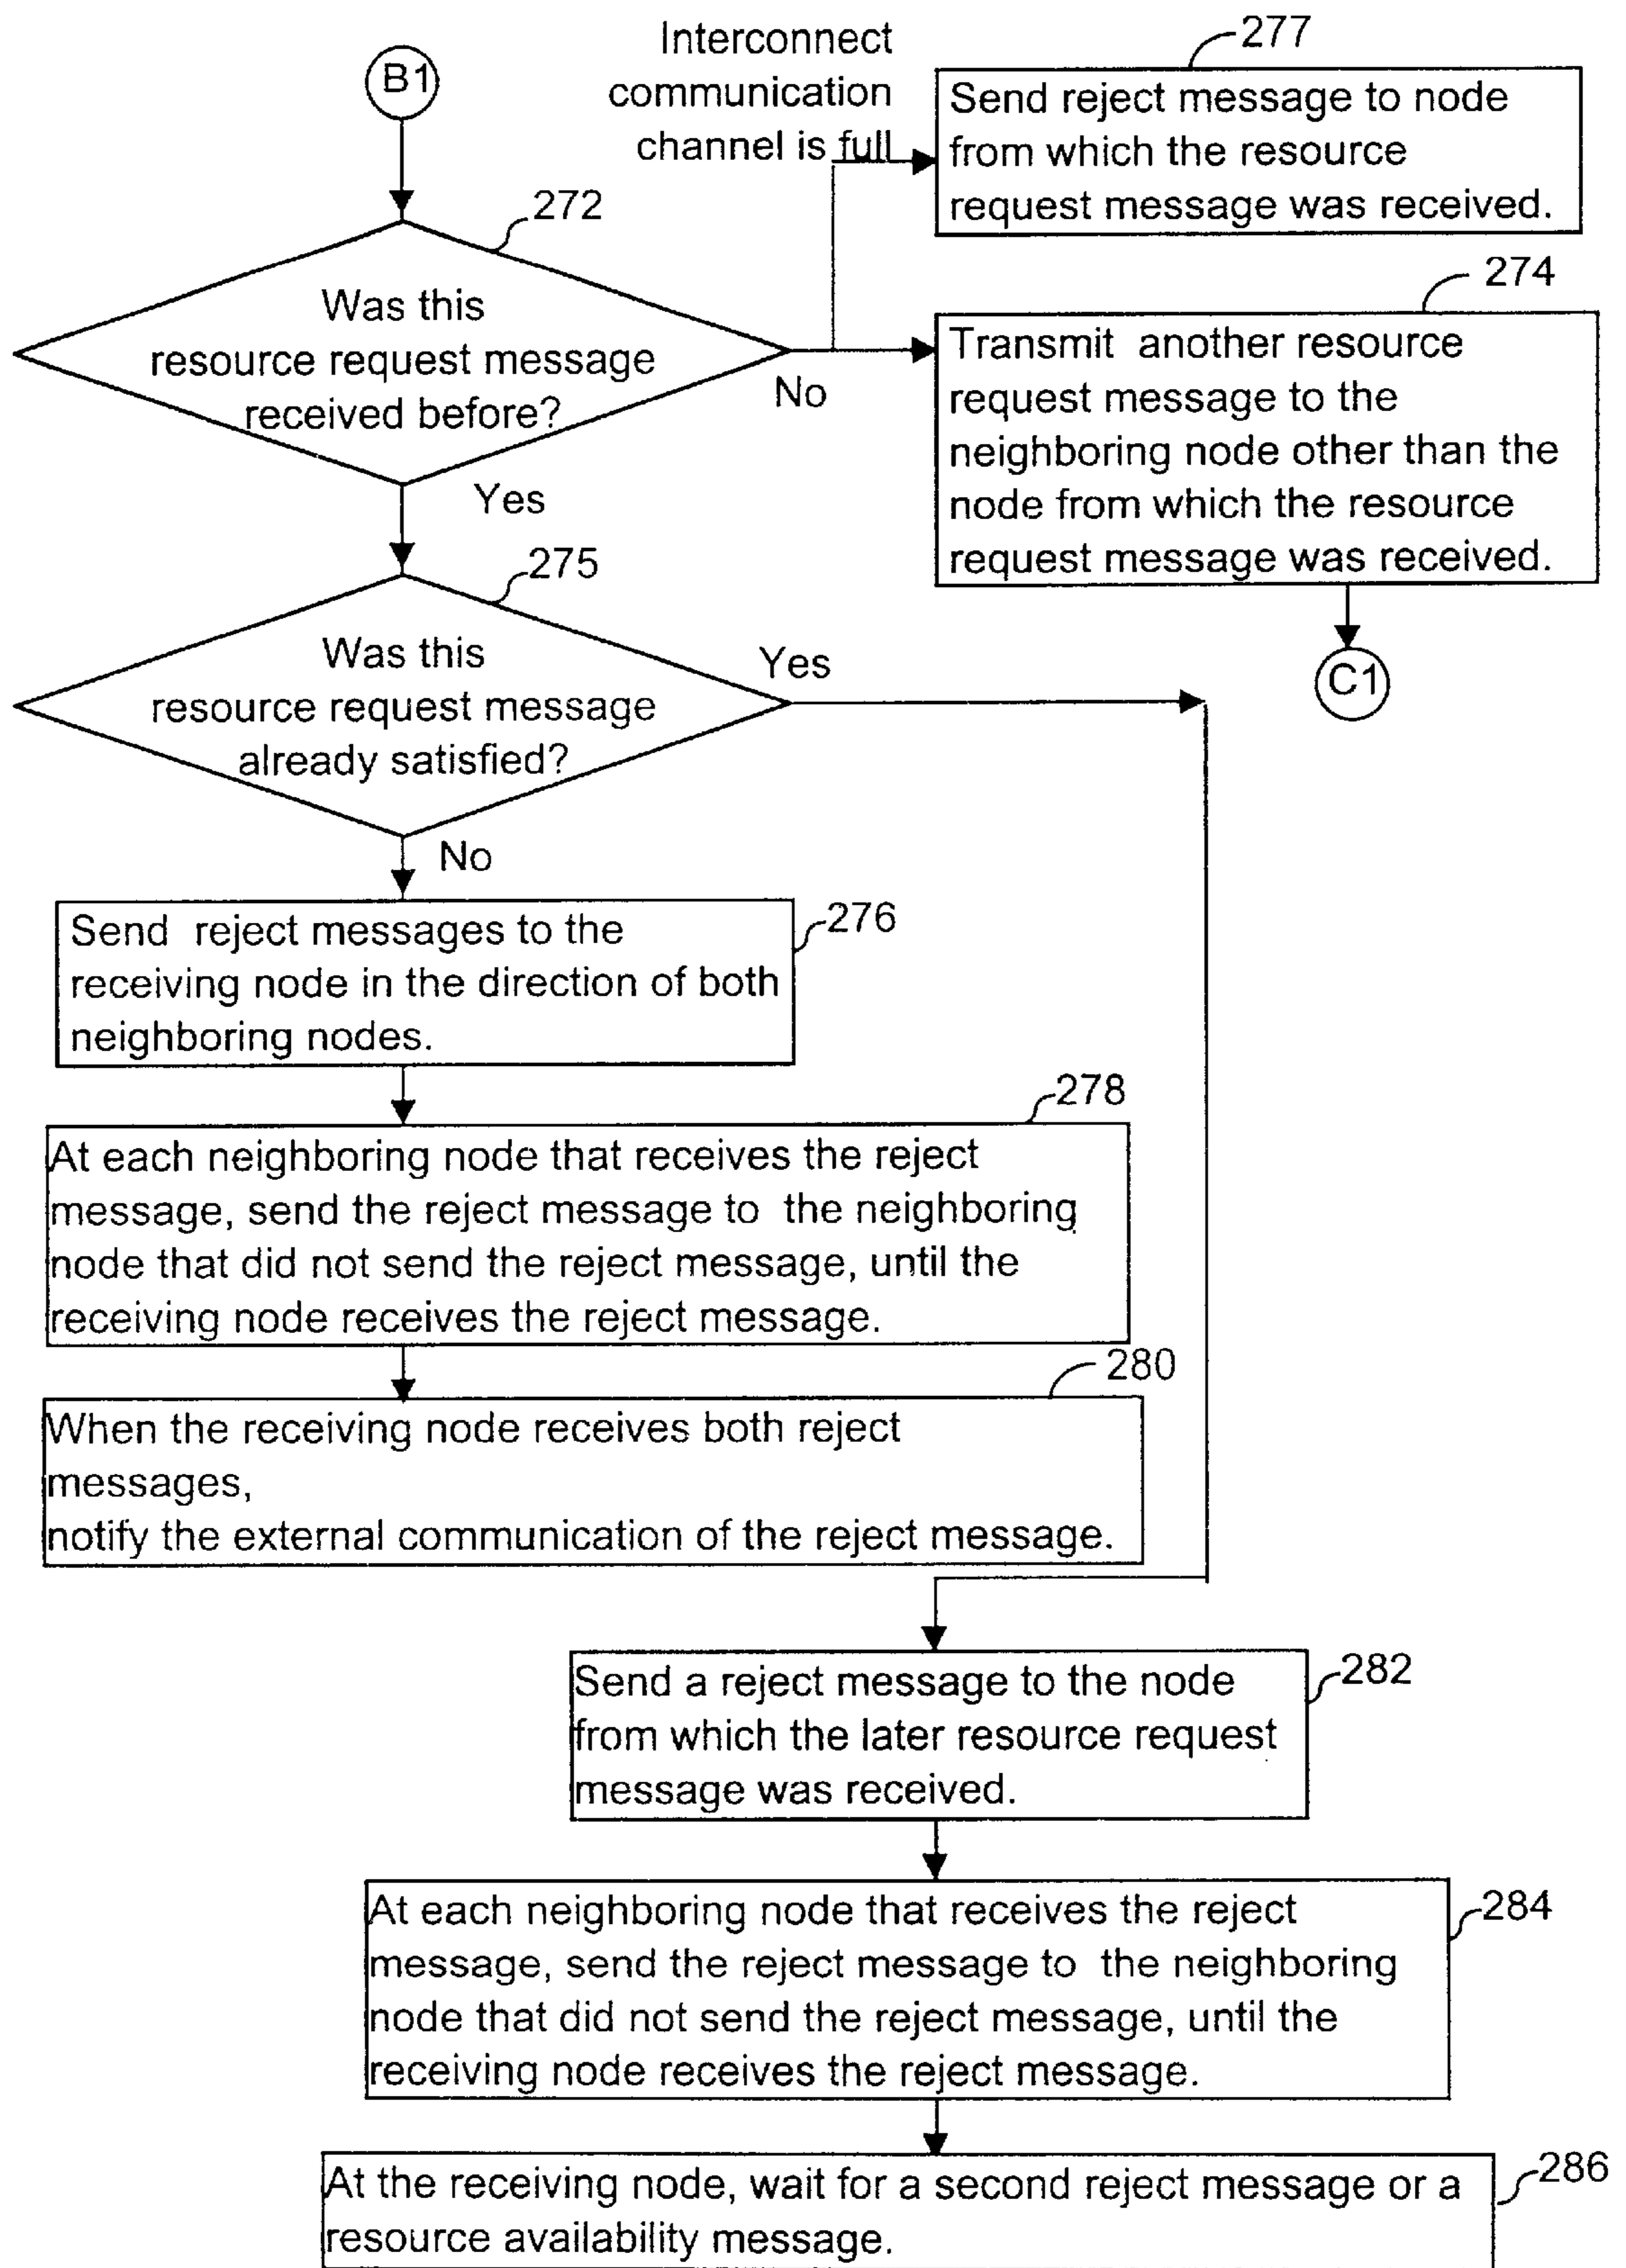 B1
Interconnect
communication
channel is full
277
Send reject message to node
from which the resource
request message was received.
272
Was this
resource request message
received before?
No
Yes
274
Transmit another resource
request message to the
neighboring node other than the
node from which the resource
request message was received.
C1
275
Was this
resource request message
already satisfied?
Yes
No
276
Send reject messages to the
receiving node in the direction of both
neighboring nodes.
278
At each neighboring node that receives the reject
message, send the reject message to the neighboring
node that did not send the reject message, until the
receiving node receives the reject message.
280
When the receiving node receives both reject
messages,
notify the external communication of the reject message.
282
Send a reject message to the node
from which the later resource request
message was received.
284
At each neighboring node that receives the reject
message, send the reject message to the neighboring
node that did not send the reject message, until the
receiving node receives the reject message.
286
At the receiving node, wait for a second reject message or a
resource availability message.